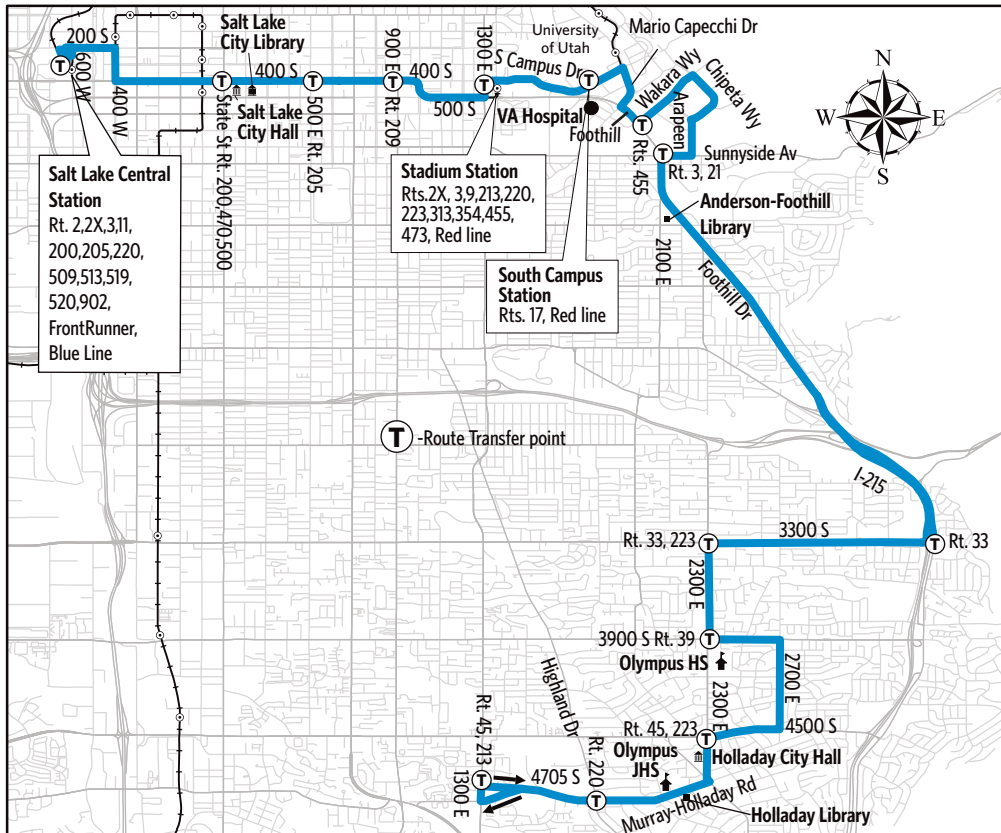 200 S
600 W
4000 W
Salt Lake
City Library
400 S
State St Rt. 200,470,500
Salt Lake
City Hall
500 E Rt. 205
900 E
Rt. 209
400 S
500 S
1300 E
S Campus Dr
University
of Utah
Mario Capecchi Dr
VA Hospital
Foothill
Wakara Wy
Arapeen
Chipeta Wy
Rts, 455
Sunnyside Av
Rt. 3, 21
Anderson-Foothill
Library
2100 E
Foothill Dr
N
W
E
S
Salt Lake Central
Station
Rt. 2,2X,3,11,
200,205,220,
509,513,519,
520,902,
FrontRunner,
Blue Line
Stadium Station
Rts.2X, 3,9,213,220,
223,313,354,455,
473, Red line
South Campus
Station
Rts. 17, Red line
T -Route Transfer point
I-215
3300 S
Rt. 33
Rt. 33, 223
2300 E
3900 S Rt. 39
Olympus HS
2700 E
2300 E
4500 S
Rt. 45, 223
Holladay City Hall
Olympus
JHS
Highland Dr
Rt. 45, 213
1300 E
4705 S
Rt. 220
Murray-Holladay Rd
Holladay Library